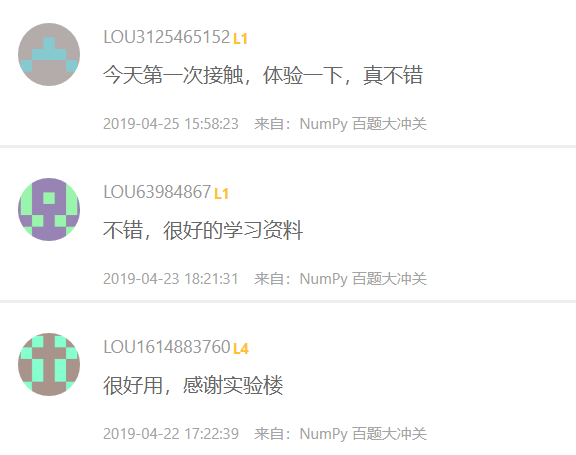 LOU3125465152 L1
今天第一次接触，体验一下，真不错
2019-04-25 15:58:23 来自：NumPy 百题大冲关
LOU63984867 L1
不错，很好的学习资料
2019-04-23 18:21:31 来自：NumPy 百题大冲关
LOU1614883760 L4
很好用，感谢实验楼
2019-04-22 17:22:39 来自：NumPy 百题大冲关